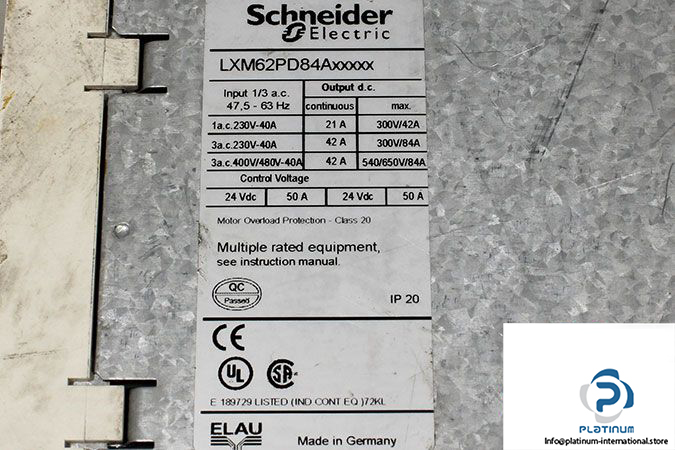 Schneider
Electric
LXM62PD84Axxxxx
Input 1/3 a.c.
47,5 - 63 Hz
Output d.c.
continuous
max.
1a.c.230V-40A 21 A 300V/42A
3a.c.230V-40A 42 A 300V/84A
3a.c.400V/480V-40A 42 A 540/650V/84A
Control Voltage
24 Vdc 50 A 24 Vdc 50 A
Motor Overload Protection - Class 20
Multiple rated equipment,
see instruction manual.
QC
Passed
IP 20
CE
UL
SA
E 189729 LISTED (IND CONT EQ )72KL
ELAU
Made in Germany
PLATINUM
Info@platinum-international.store